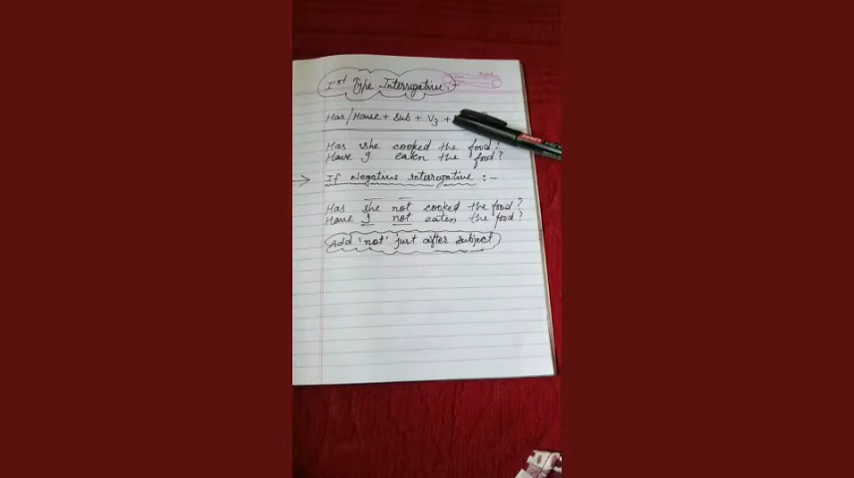 Ist Type Interrogative :-
Has/Have + Sub + V3 +
Has she cooked the food?
Have I eaten the food?
→ If Negative interrogative :-
Has she not cooked the food?
Have I not eaten the food?
Add 'not' just after subject